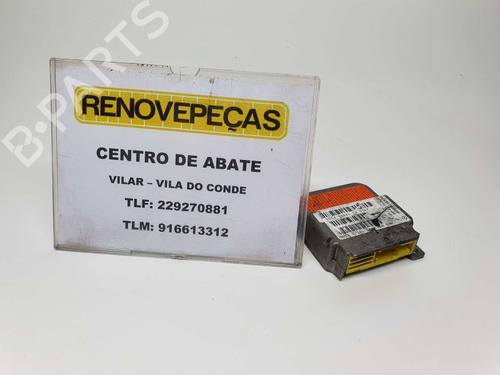 B-PARTS
RENOVEPEÇAS
CENTRO DE ABATE
VILAR – VILA DO CONDE
TLF: 229270881
TLM: 916613312